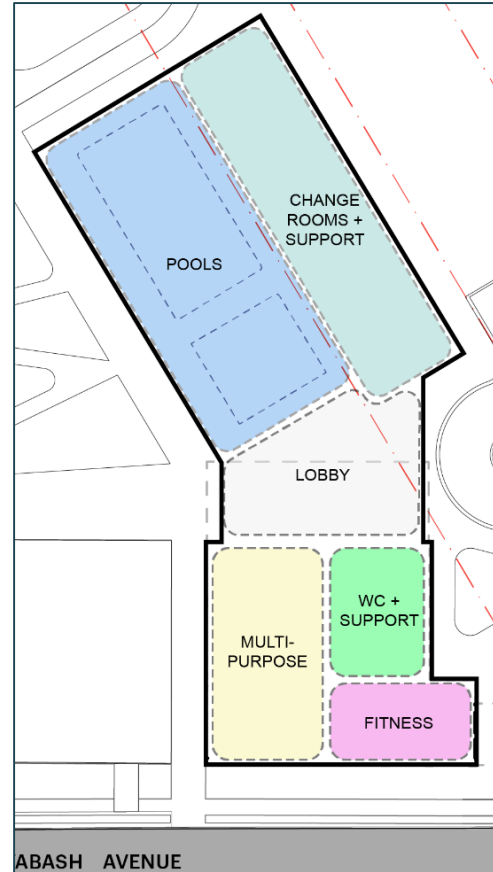 CHANGE
ROOMS +
SUPPORT
POOLS
LOBBY
WC +
SUPPORT
MULTI-
PURPOSE
FITNESS
ABASH AVENUE